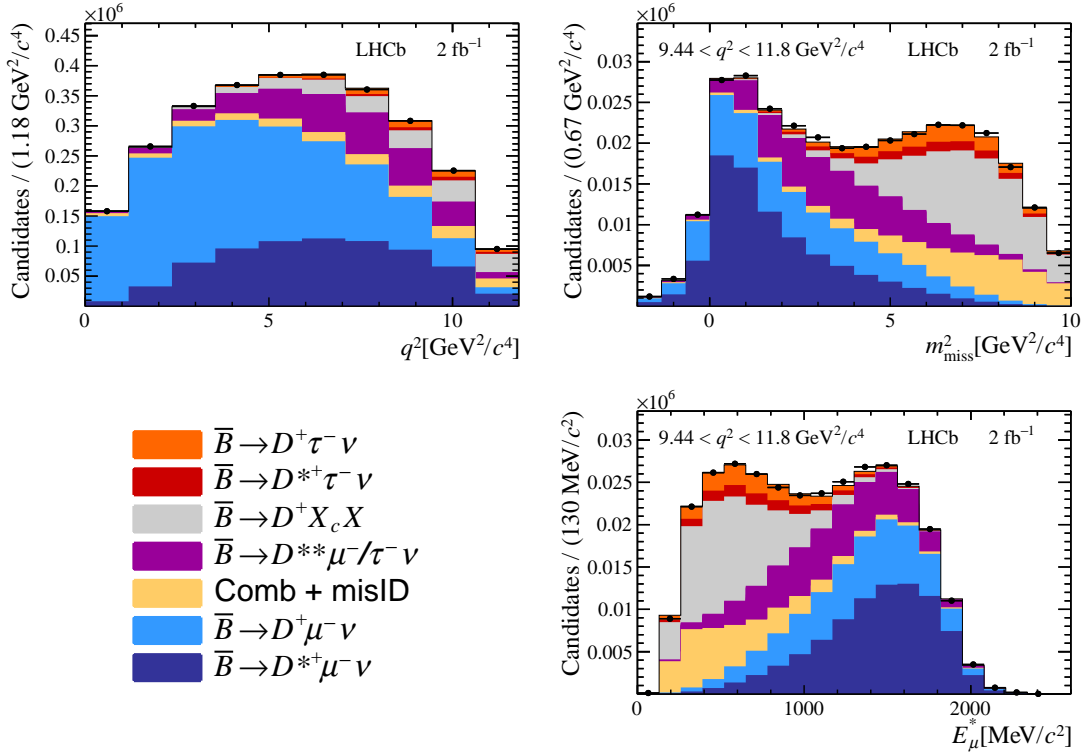 ×10⁶
LHCb 2 fb⁻¹
Candidates / (1.18 GeV²/c⁴)
0.45
0.4
0.35
0.3
0.25
0.2
0.15
0.1
0.05
0 5 10
q²[GeV²/c⁴]
×10⁶
9.44 < q² < 11.8 GeV²/c⁴ LHCb 2 fb⁻¹
Candidates / (0.67 GeV²/c⁴)
0.03
0.025
0.02
0.015
0.01
0.005
0 5 10
m²miss[GeV²/c⁴]
B̅→D⁺τ⁻ν
B̅→D*⁺τ⁻ν
B̅→D⁺X_cX
B̅→D**μ⁻/τ⁻ν
Comb + misID
B̅→D⁺μ⁻ν
B̅→D*⁺μ⁻ν
×10⁶
9.44 < q² < 11.8 GeV²/c⁴ LHCb 2 fb⁻¹
Candidates / (130 MeV/c²)
0.03
0.025
0.02
0.015
0.01
0.005
0 1000 2000
E*_μ[MeV/c²]